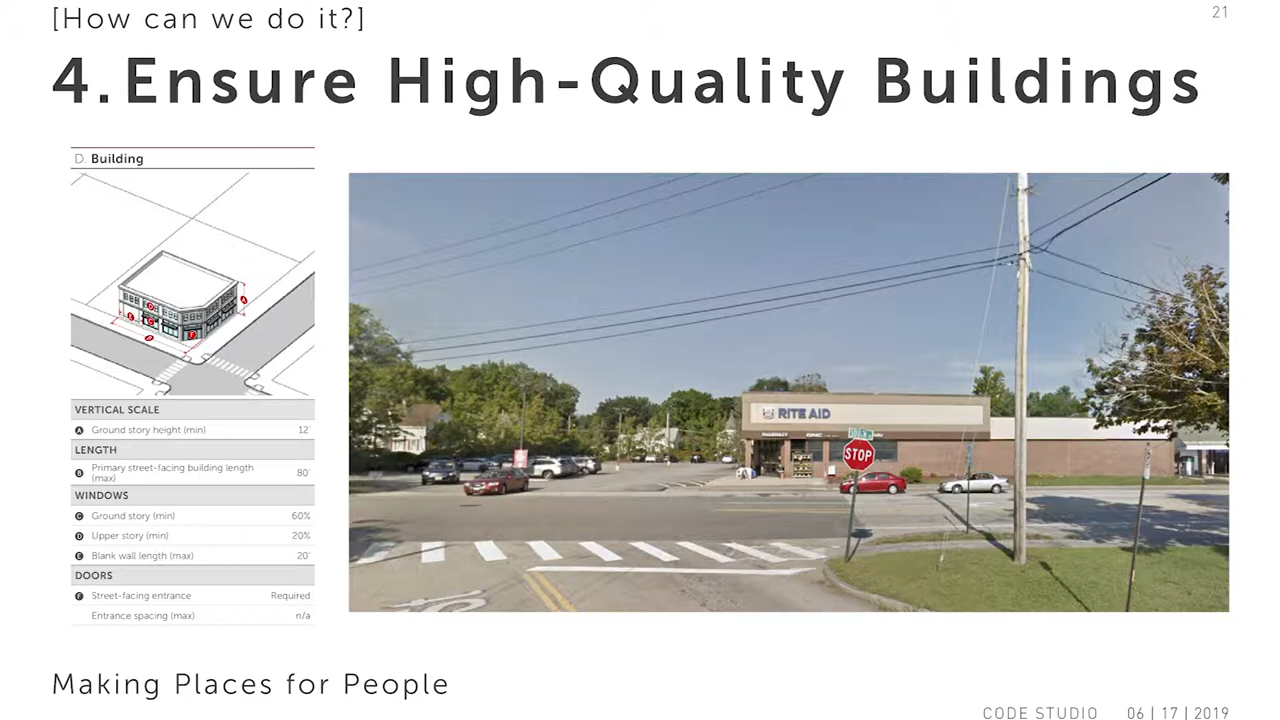 [How can we do it?]
21
4. Ensure High-Quality Buildings
D. Building
A
D
E
C
F
B
VERTICAL SCALE
A Ground story height (min) 12'
LENGTH
B Primary street-facing building length (max) 80'
WINDOWS
C Ground story (min) 60%
D Upper story (min) 20%
E Blank wall length (max) 20'
DOORS
F Street-facing entrance Required
Entrance spacing (max) n/a
RITE AID
PHARMACY GNC
STOP
Making Places for People
CODE STUDIO 06 | 17 | 2019